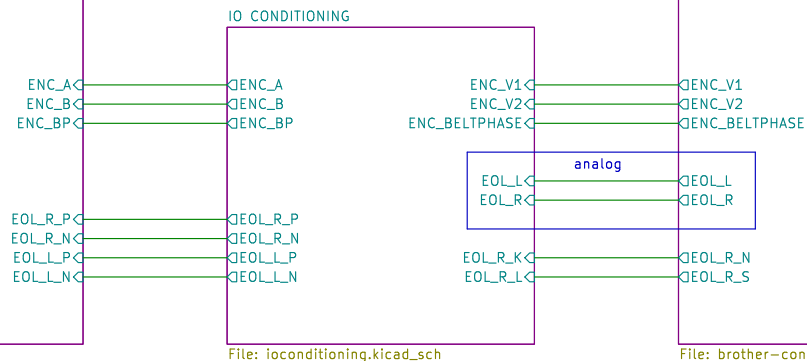 IO CONDITIONING
ENC_A ENC_A ENC_V1 ENC_V1
ENC_B ENC_B ENC_V2 ENC_V2
ENC_BP ENC_BP ENC_BELTPHASE ENC_BELTPHASE
analog
EOL_L EOL_L
EOL_R EOL_R
EOL_R_P EOL_R_P
EOL_R_N EOL_R_N
EOL_L_P EOL_L_P EOL_R_K EOL_R_N
EOL_L_N EOL_L_N EOL_R_L EOL_R_S
File: ioconditioning.kicad_sch File: brother-con